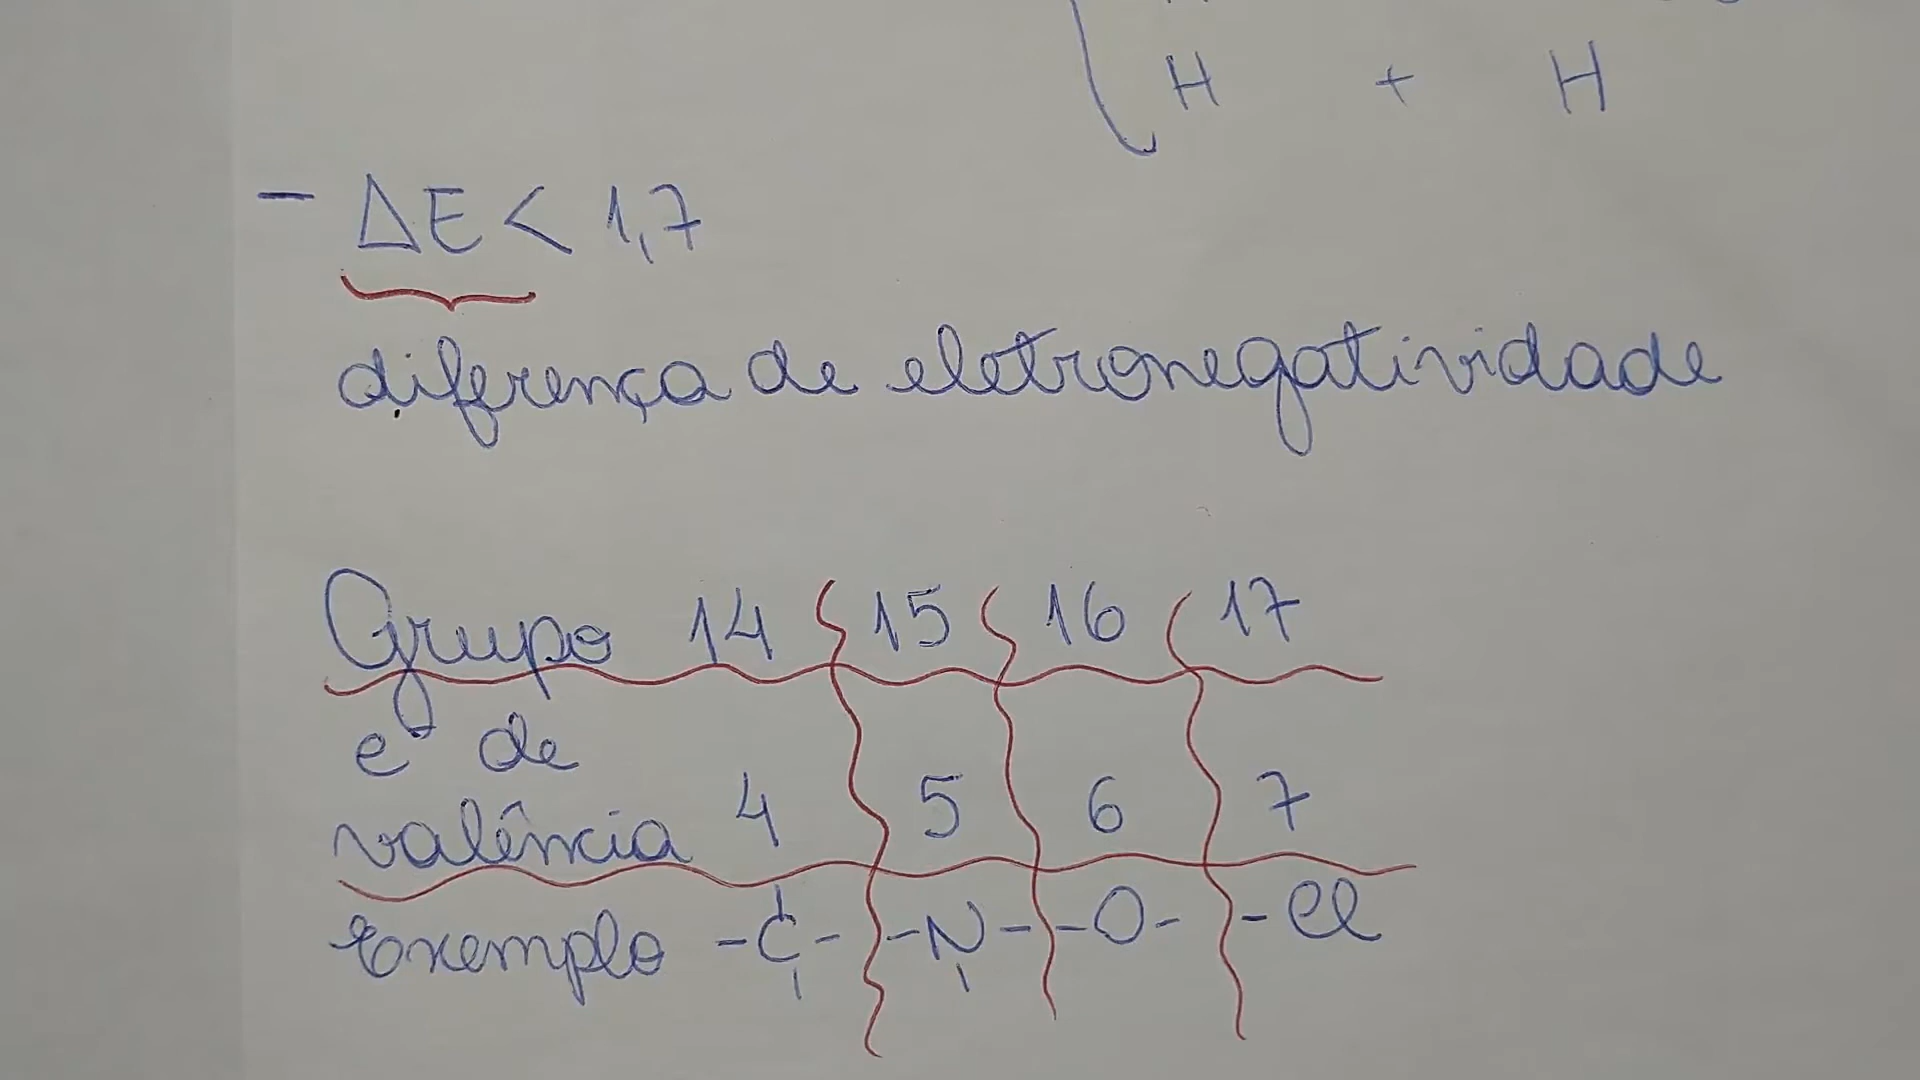 H + H
- ΔE < 1,7
diferença de eletronegatividade
Grupo 14 15 16 17
e⁻ de
valência 4 5 6 7
Exemplo -C- -N- -O- -Cl